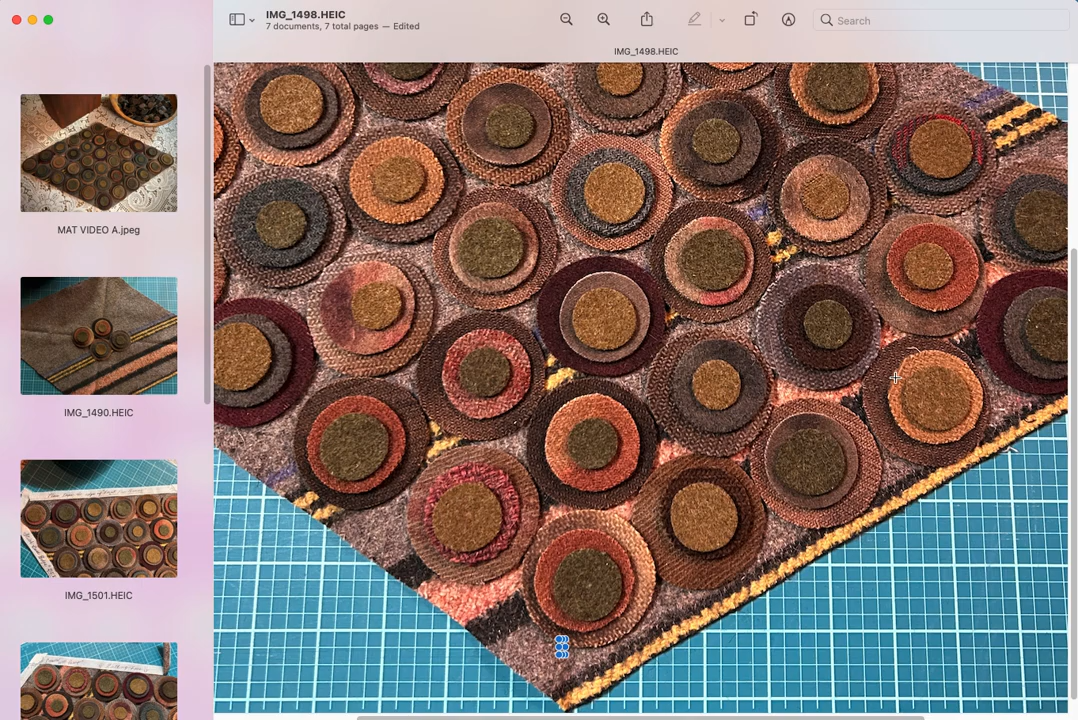 IMG_1498.HEIC
7 documents, 7 total pages — Edited
Search
IMG_1498.HEIC
MAT VIDEO A.jpeg
IMG_1490.HEIC
IMG_1501.HEIC